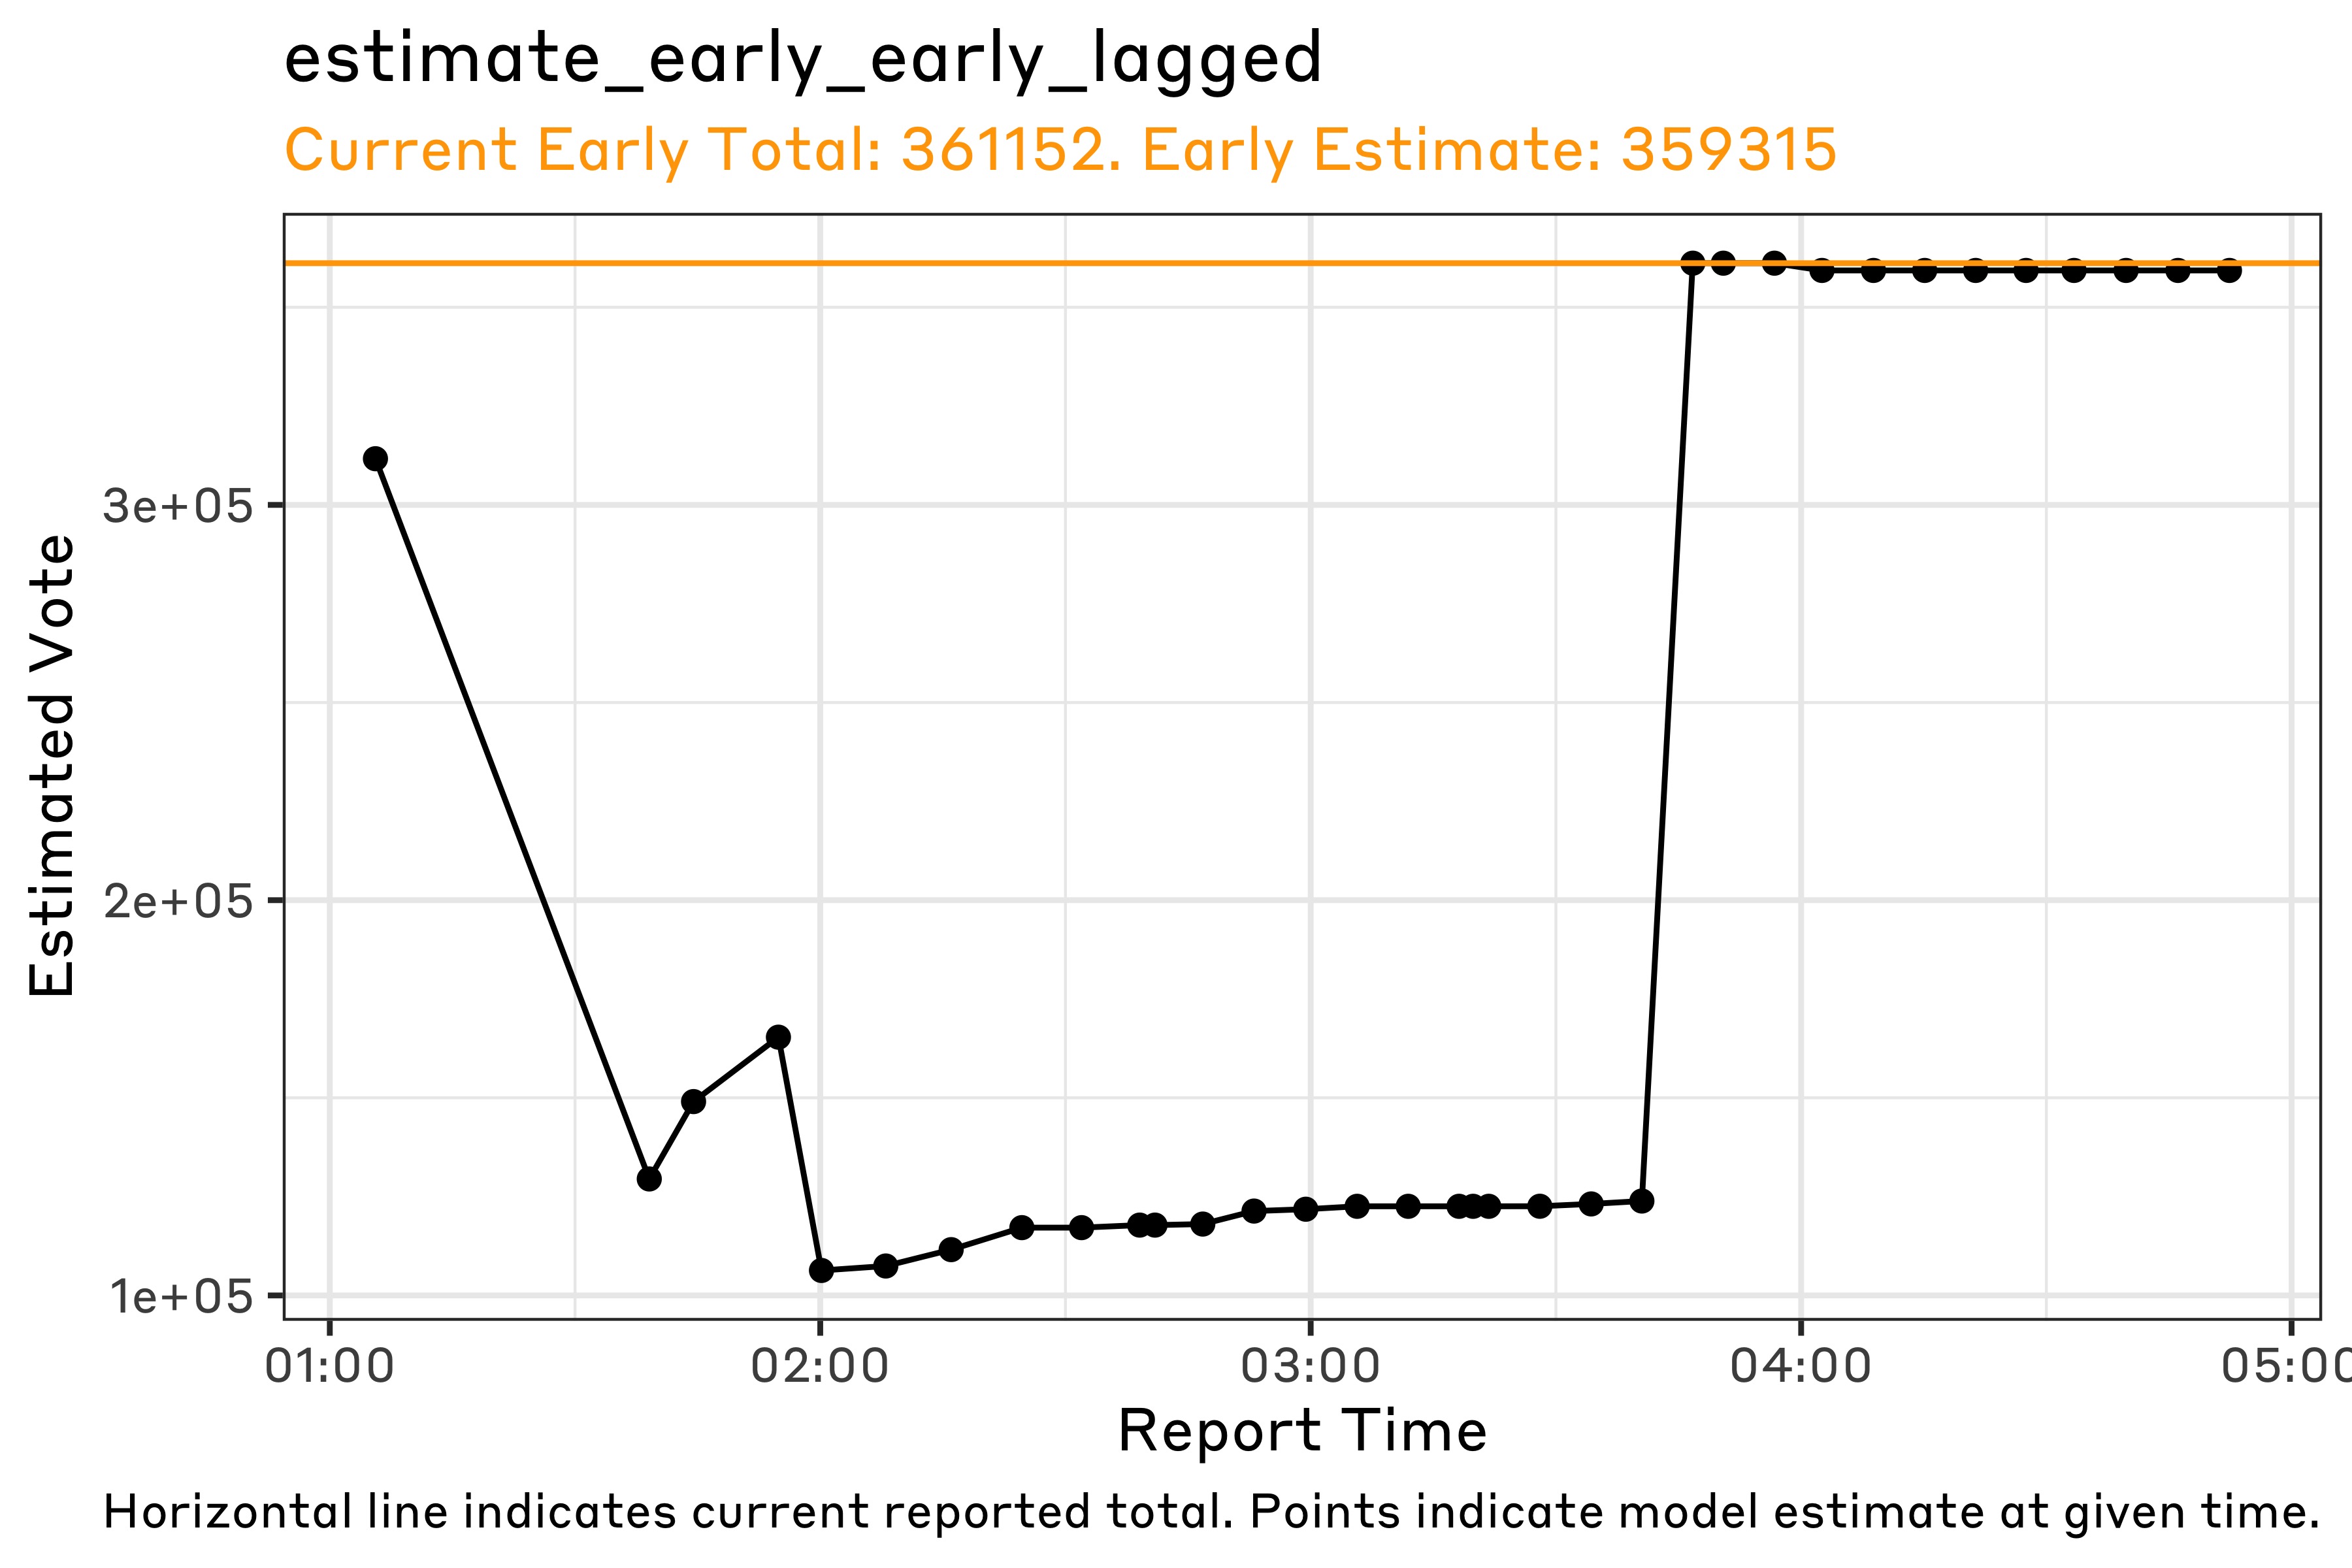 estimate_early_early_lagged
Current Early Total: 361152. Early Estimate: 359315
Estimated Vote
3e+05
2e+05
1e+05
01:00 02:00 03:00 04:00 05:00
Report Time
Horizontal line indicates current reported total. Points indicate model estimate at given time.